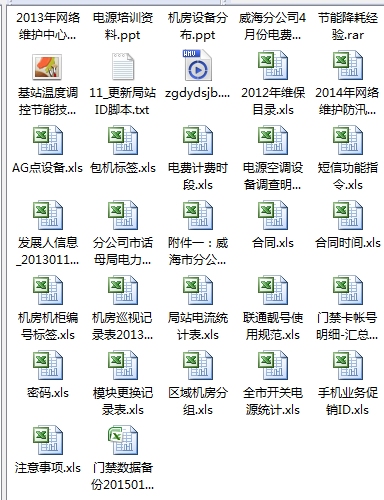 2013年网络 电源培训资 机房设备分 威海分公司4 节能降耗经
维护中心... 料.ppt 布.ppt 月份电费... 验.rar
基站温度调 11_更新局站 zgdydsjb.... 2012年维保 2014年网络
控节能技... ID脚本.txt 目录.xls 维护防汛...
AG点设备.xls 包机标签.xls 电费计费时 电源空调设 短信功能指
段.xls 备调查明... 令.xls
发展人信息 分公司市话 附件一：威 合同.xls 合同时间.xls
_2013011... 母局电力... 海市分公...
机房机柜编 机房巡视记 局站电流统 联通靓号使 门禁卡帐号
号标签.xls 录表2013... 计表.xls 用规范.xls 明细-汇总...
密码.xls 模块更换记 区域机房分 全市开关电 手机业务促
录表.xls 组.xls 源统计.xls 销ID.xls
注意事项.xls 门禁数据备
份201501...